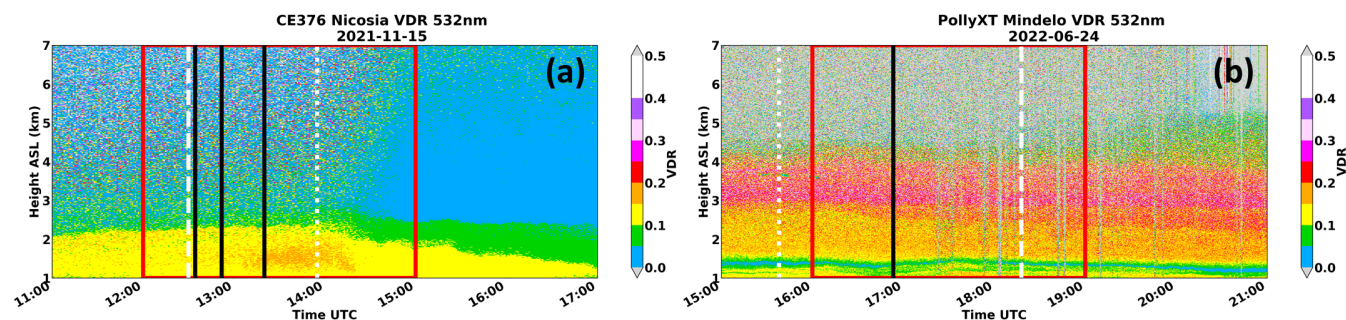 CE376 Nicosia VDR 532nm
2021-11-15
(a)
Height ASL (km)
7
6
5
4
3
2
1
11:00 12:00 13:00 14:00 15:00 16:00 17:00
Time UTC
0.5
0.4
0.3
0.2
0.1
0.0
VDR
PollyXT Mindelo VDR 532nm
2022-06-24
(b)
Height ASL (km)
7
6
5
4
3
2
1
15:00 16:00 17:00 18:00 19:00 20:00 21:00
Time UTC
0.5
0.4
0.3
0.2
0.1
0.0
VDR